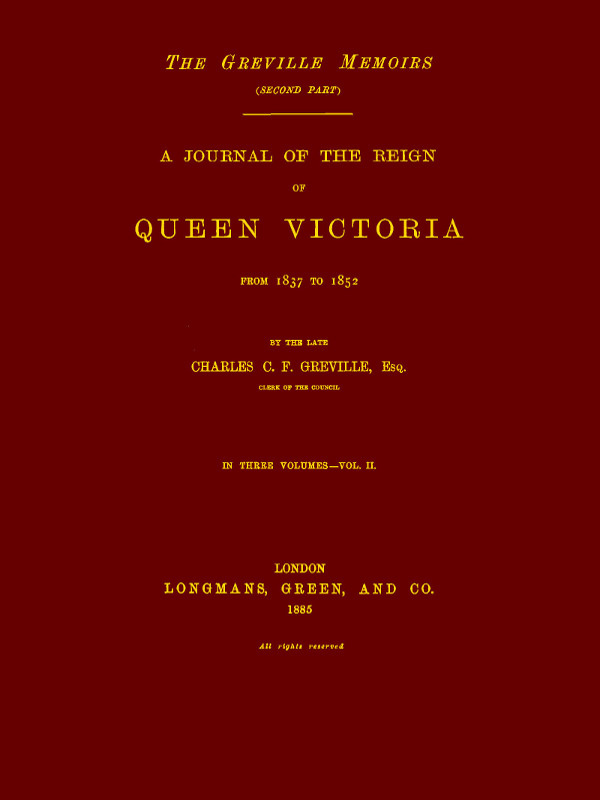 THE GREVILLE MEMOIRS
(SECOND PART)
A JOURNAL OF THE REIGN
OF
QUEEN VICTORIA
FROM 1837 TO 1852
BY THE LATE
CHARLES C. F. GREVILLE, ESQ.
CLERK OF THE COUNCIL
IN THREE VOLUMES—VOL. II.
LONDON
LONGMANS, GREEN, AND CO.
1885
All rights reserved